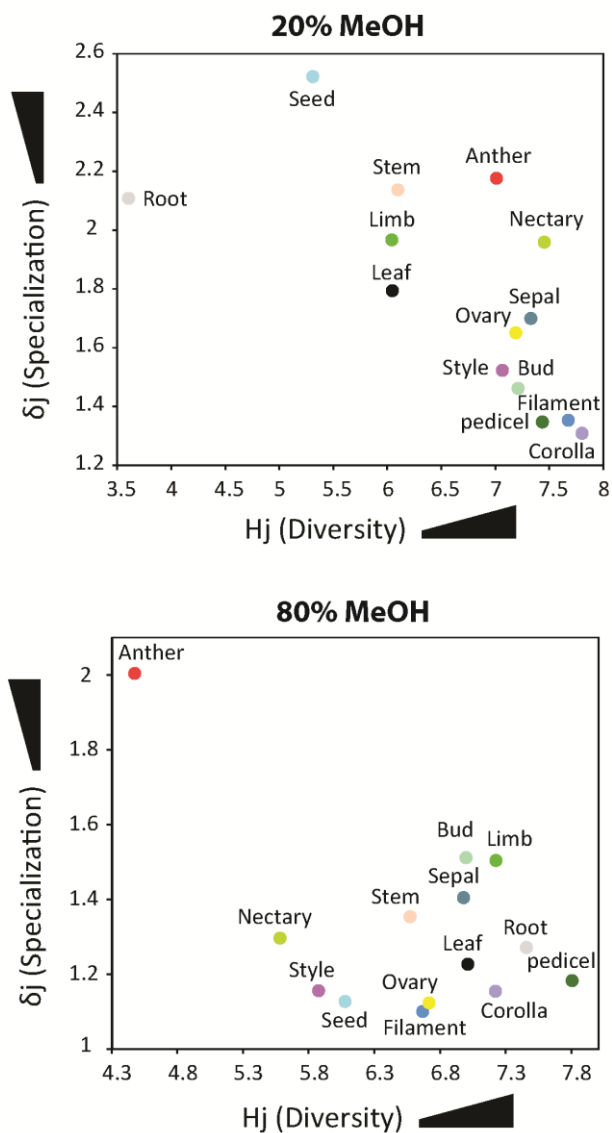 20% MeOH
2.6
2.4
2.2
2
1.8
1.6
1.4
1.2
δj (Specialization)
Seed
Root
Stem
Anther
Limb
Nectary
Leaf
Sepal
Ovary
Style
Bud
Filament
pedicel
Corolla
3.5 4 4.5 5 5.5 6 6.5 7 7.5 8
Hj (Diversity)
80% MeOH
2
1.8
1.6
1.4
1.2
1
δj (Specialization)
Anther
Bud
Limb
Sepal
Stem
Nectary
Root
Leaf
pedicel
Style
Ovary
Seed
Corolla
Filament
4.3 4.8 5.3 5.8 6.3 6.8 7.3 7.8
Hj (Diversity)